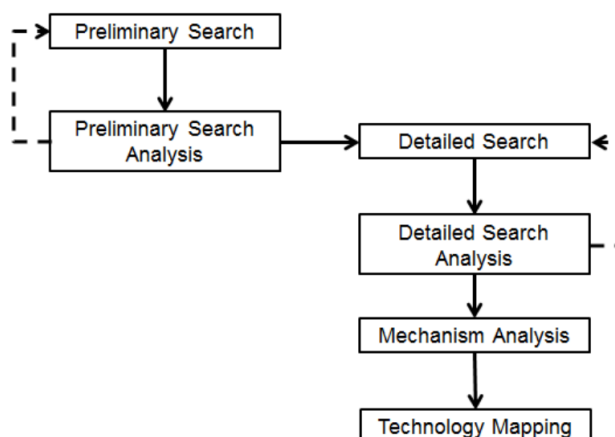 Preliminary Search
Preliminary Search
Analysis
Detailed Search
Detailed Search
Analysis
Mechanism Analysis
Technology Mapping